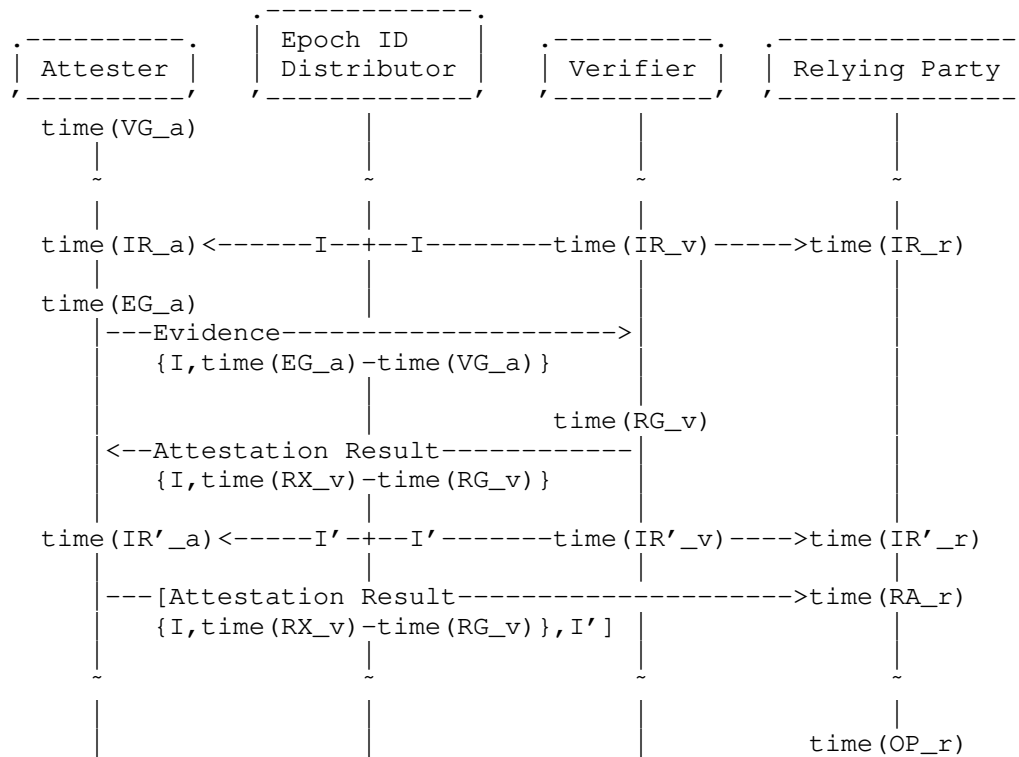 Epoch ID
Attester Distributor Verifier Relying Party
time(VG_a)
~ ~ ~ ~
time(IR_a)<------I--+--I--------time(IR_v)----->time(IR_r)
time(EG_a)
---Evidence--------------------->
{I,time(EG_a)-time(VG_a)}
time(RG_v)
<--Attestation Result------------
{I,time(RX_v)-time(RG_v)}
time(IR'_a)<-----I'-+--I'-------time(IR'_v)---->time(IR'_r)
---[Attestation Result--------------------->time(RA_r)
{I,time(RX_v)-time(RG_v)},I']
~ ~ ~ ~
time(OP_r)